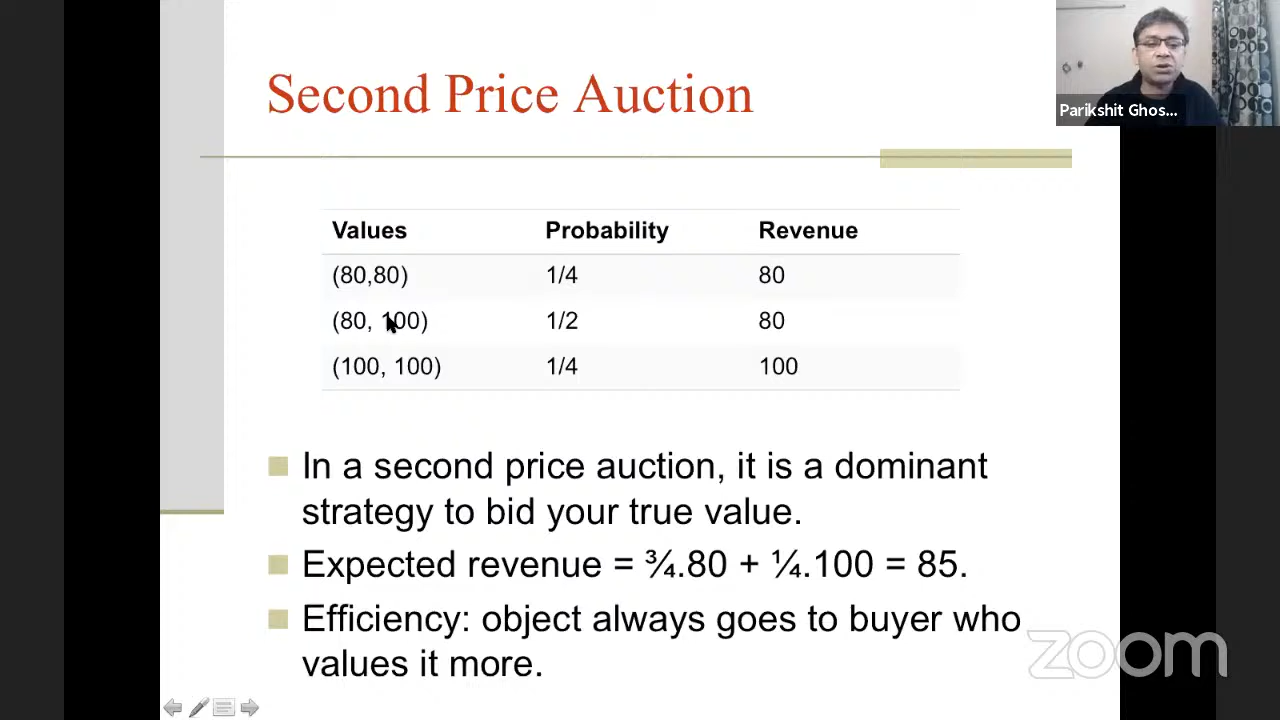 Second Price Auction
Parikshit Ghos...
Values Probability Revenue
(80,80) 1/4 80
(80, 100) 1/2 80
(100, 100) 1/4 100
In a second price auction, it is a dominant
strategy to bid your true value.
Expected revenue = ¾.80 + ¼.100 = 85.
Efficiency: object always goes to buyer who
values it more.
zoom